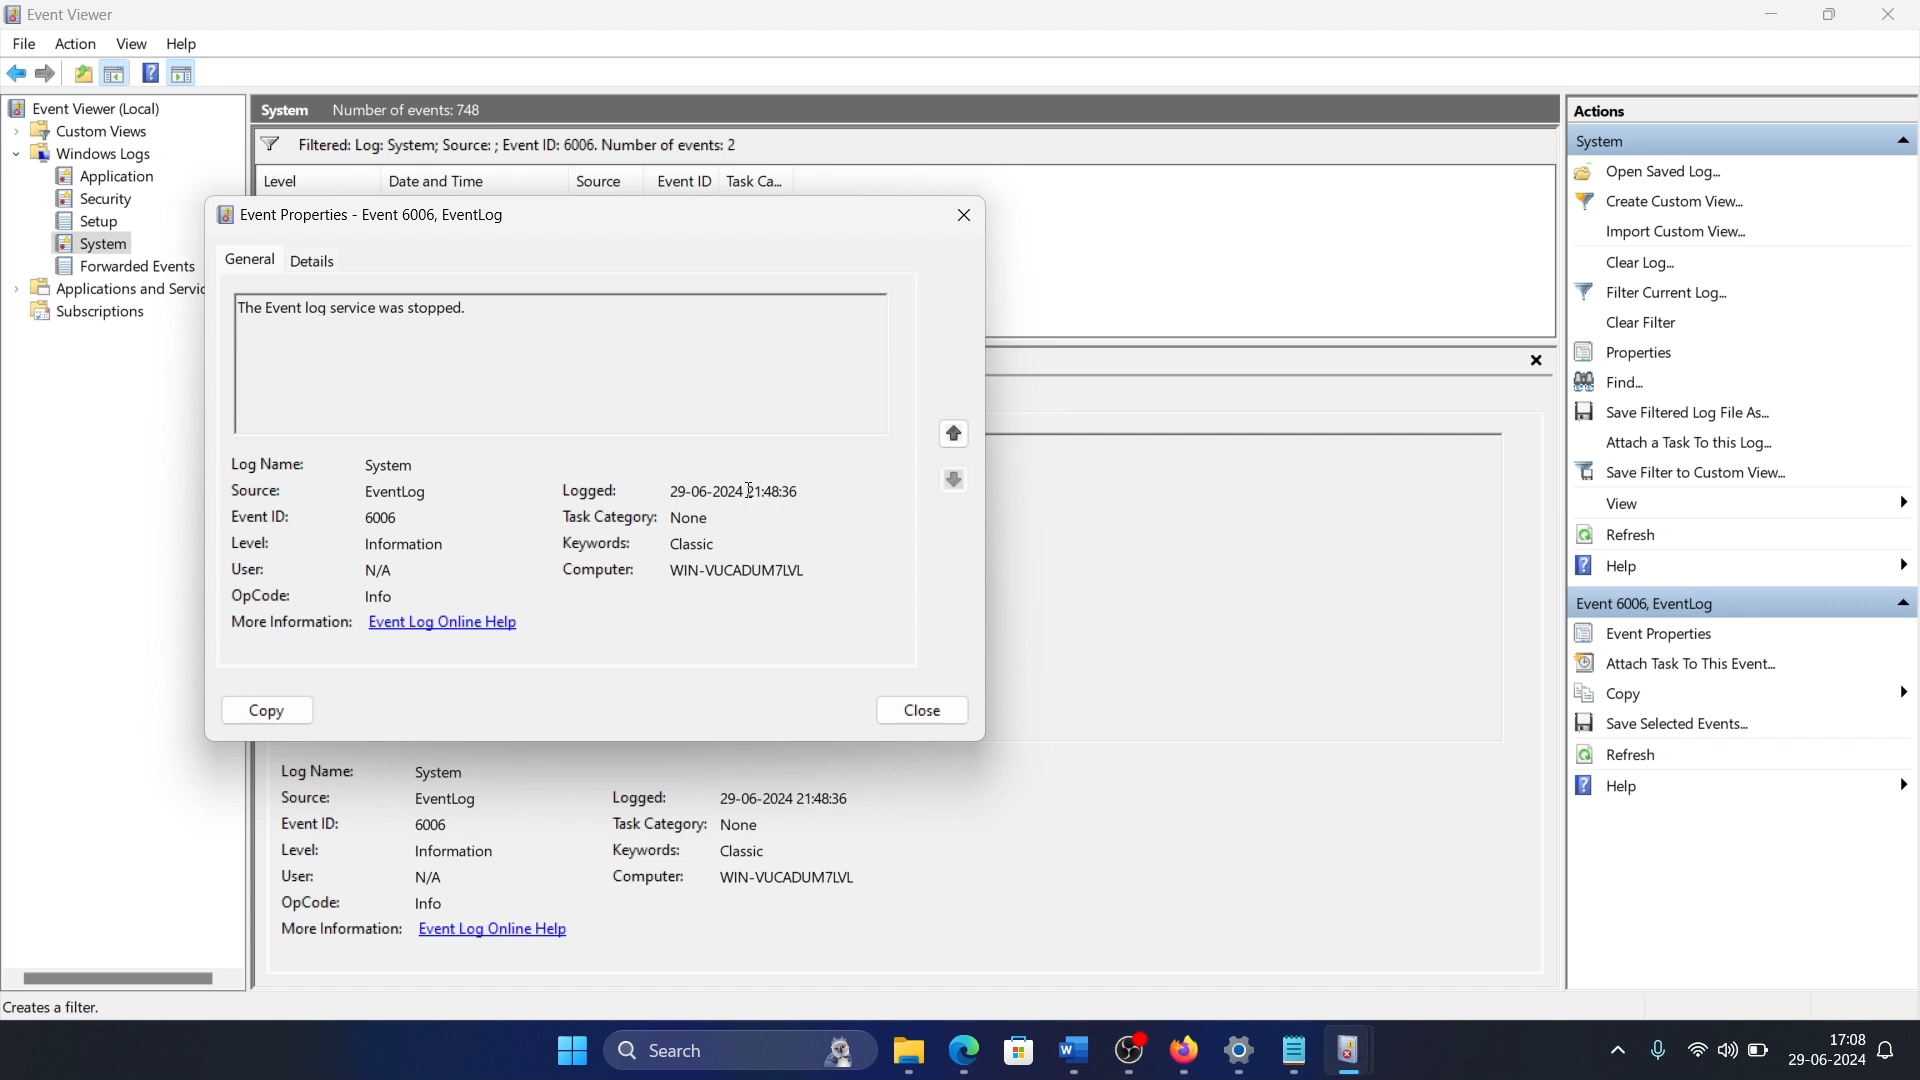 Event Viewer
File Action View Help
Event Viewer (Local)
Custom Views
Windows Logs
Application
Security
Setup
System
Forwarded Events
Applications and Servic
Subscriptions
System Number of events: 748
Filtered: Log: System; Source: ; Event ID: 6006. Number of events: 2
Level Date and Time Source Event ID Task Ca...
Event Properties - Event 6006, EventLog
General Details
The Event log service was stopped.
Log Name: System
Source: EventLog Logged: 29-06-2024 21:48:36
Event ID: 6006 Task Category: None
Level: Information Keywords: Classic
User: N/A Computer: WIN-VUCADUM7LVL
OpCode: Info
More Information: Event Log Online Help
Copy Close
Log Name: System
Source: EventLog Logged: 29-06-2024 21:48:36
Event ID: 6006 Task Category: None
Level: Information Keywords: Classic
User: N/A Computer: WIN-VUCADUM7LVL
OpCode: Info
More Information: Event Log Online Help
Actions
System
Open Saved Log...
Create Custom View...
Import Custom View...
Clear Log...
Filter Current Log...
Clear Filter
Properties
Find...
Save Filtered Log File As...
Attach a Task To this Log...
Save Filter to Custom View...
View
Refresh
Help
Event 6006, EventLog
Event Properties
Attach Task To This Event...
Copy
Save Selected Events...
Refresh
Help
Creates a filter.
Search
17:08
29-06-2024